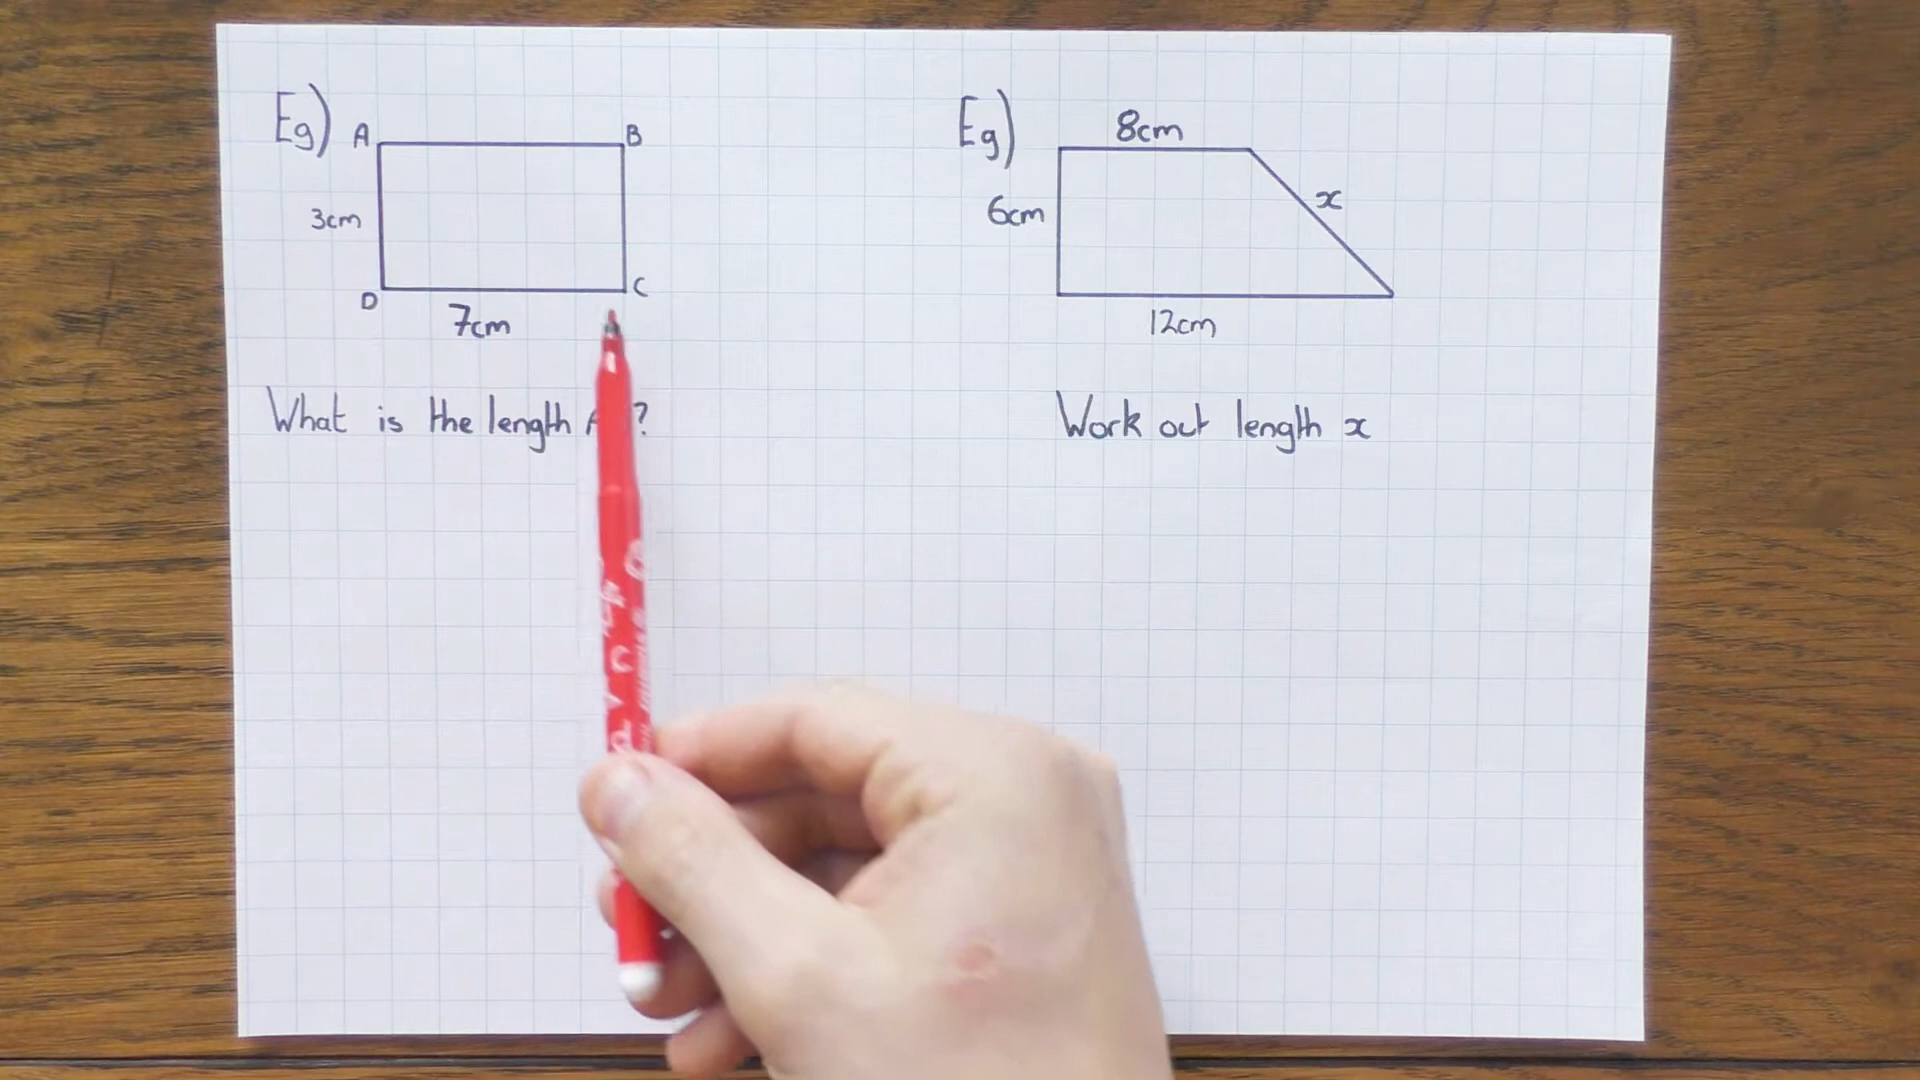 Eg)
A
B
3cm
D
C
7cm
What is the length ?
Eg)
8cm
6cm
x
12cm
Work out length x